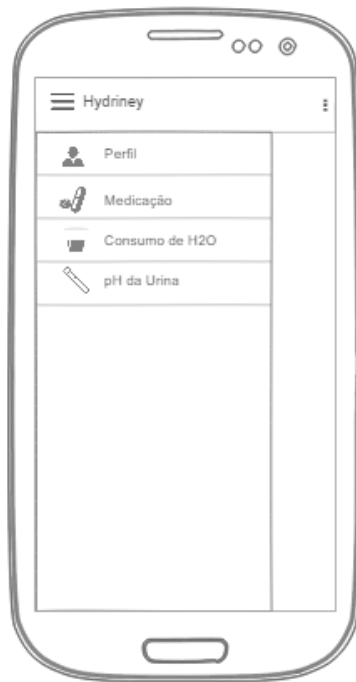 Hydriney
Perfil
Medicação
Consumo de H2O
pH da Urina